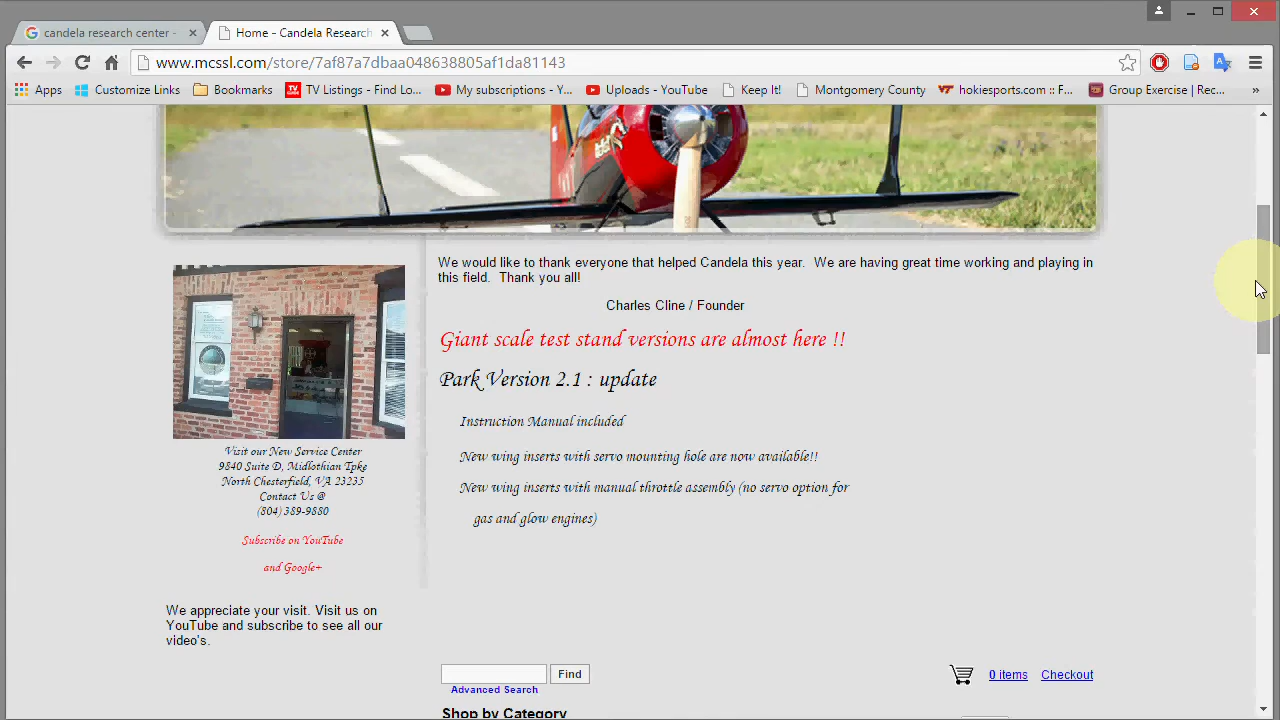 candela research center -
Home - Candela Research
www.mcssl.com/store/7af87a7dbaa048638805af1da81143
Apps
Customize Links
Bookmarks
TV Listings - Find Lo...
My subscriptions - Y...
Uploads - YouTube
Keep It!
Montgomery County
hokiesports.com :: F...
Group Exercise | Rec...
»
We would like to thank everyone that helped Candela this year. We are having great time working and playing in
this field. Thank you all!
Charles Cline / Founder
Giant scale test stand versions are almost here !!
Park Version 2.1 : update
Instruction Manual included
New wing inserts with servo mounting hole are now available!!
New wing inserts with manual throttle assembly (no servo option for
gas and glow engines)
Visit our New Service Center
9840 Suite D, Midlothian Tpke
North Chesterfield, VA 23235
Contact Us @
(804) 389-9880
Subscribe on YouTube
and Google+
We appreciate your visit. Visit us on
YouTube and subscribe to see all our
video's.
Find
0 items
Checkout
Advanced Search
Shop by Category